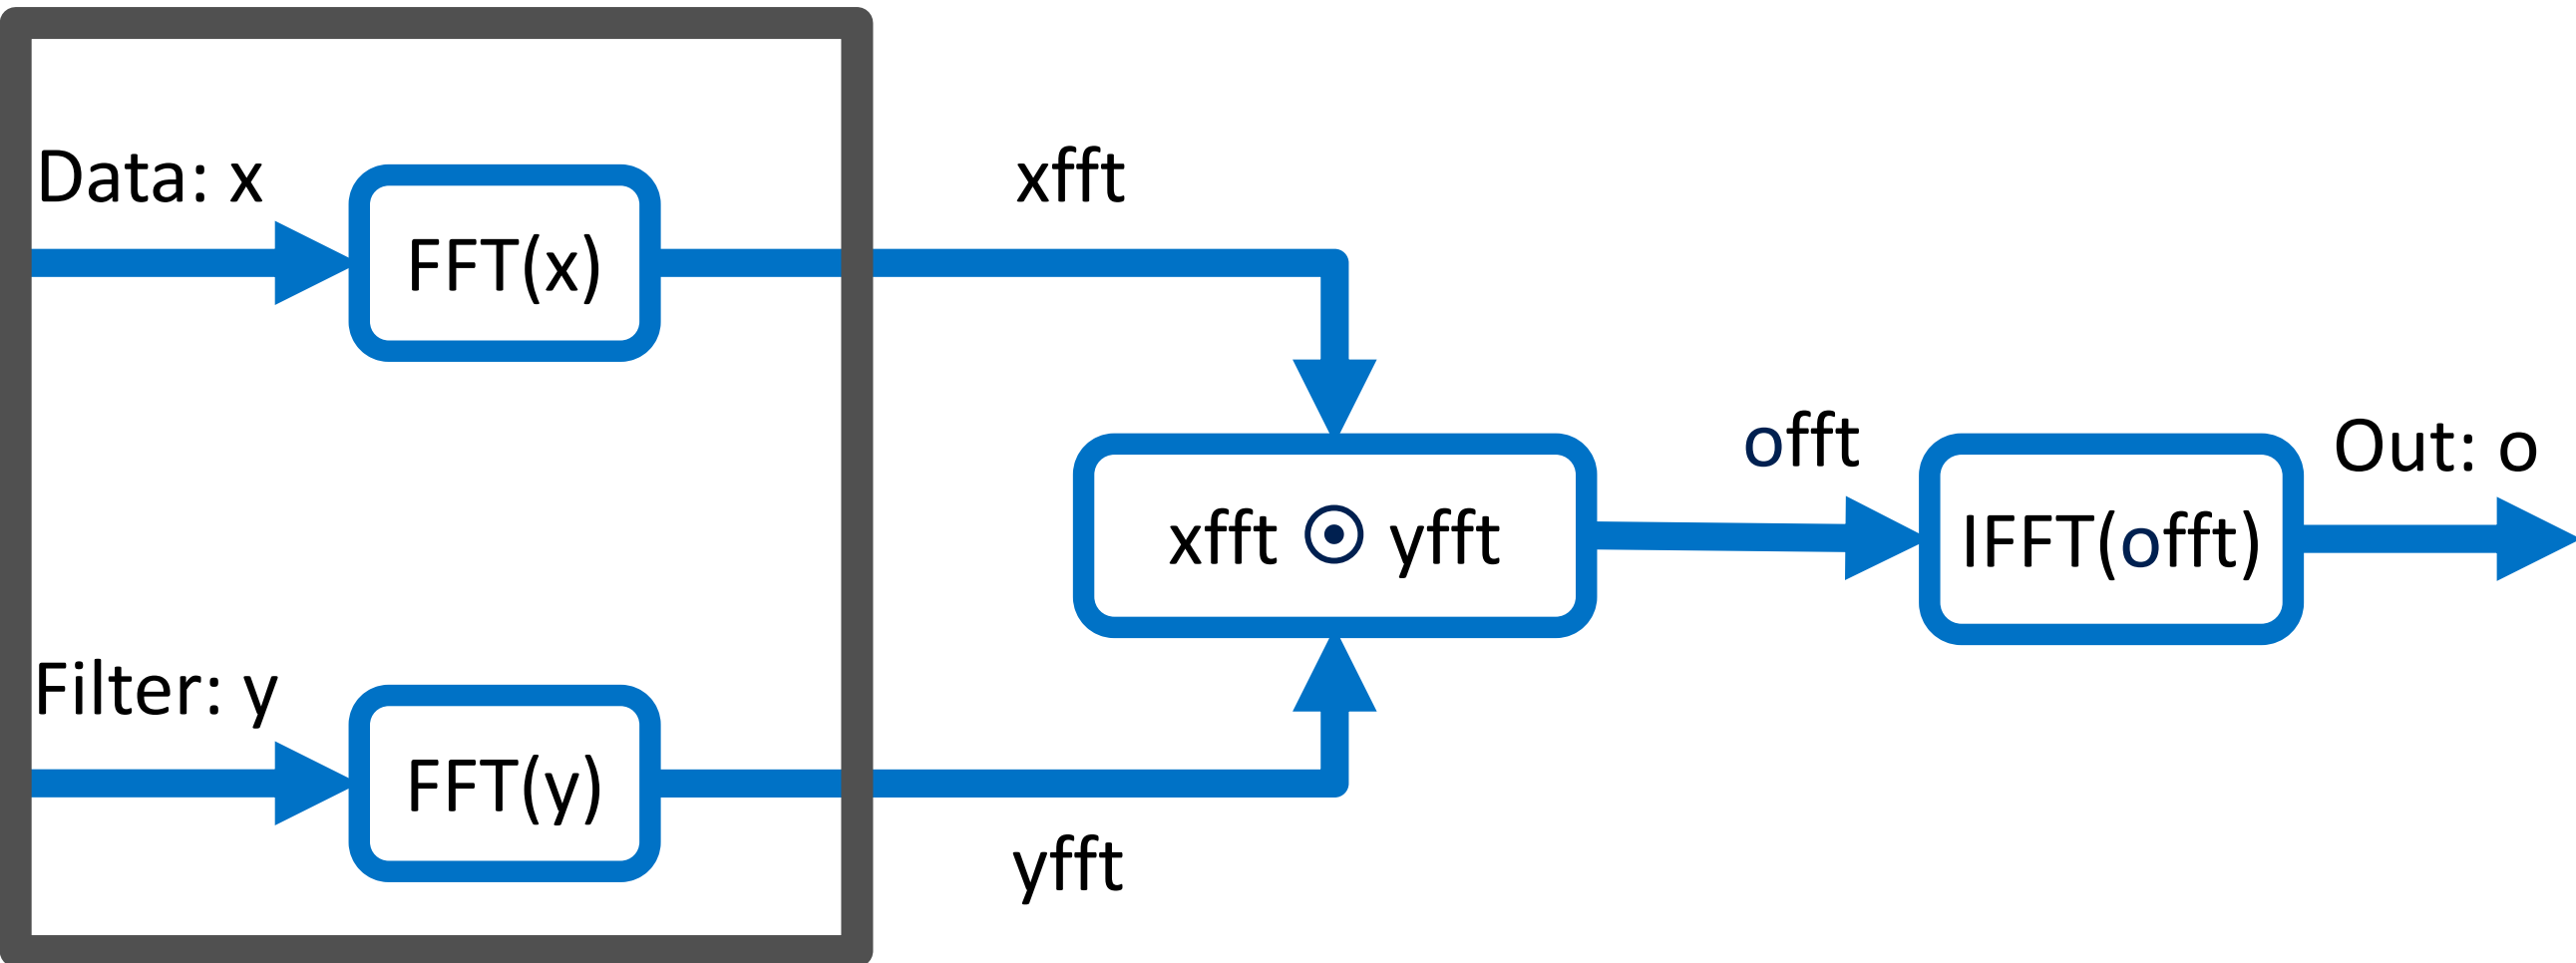 Data: x
FFT(x)
xfft
xfft ⊙ yfft
offt
IFFT(offt)
Out: o
Filter: y
FFT(y)
yfft